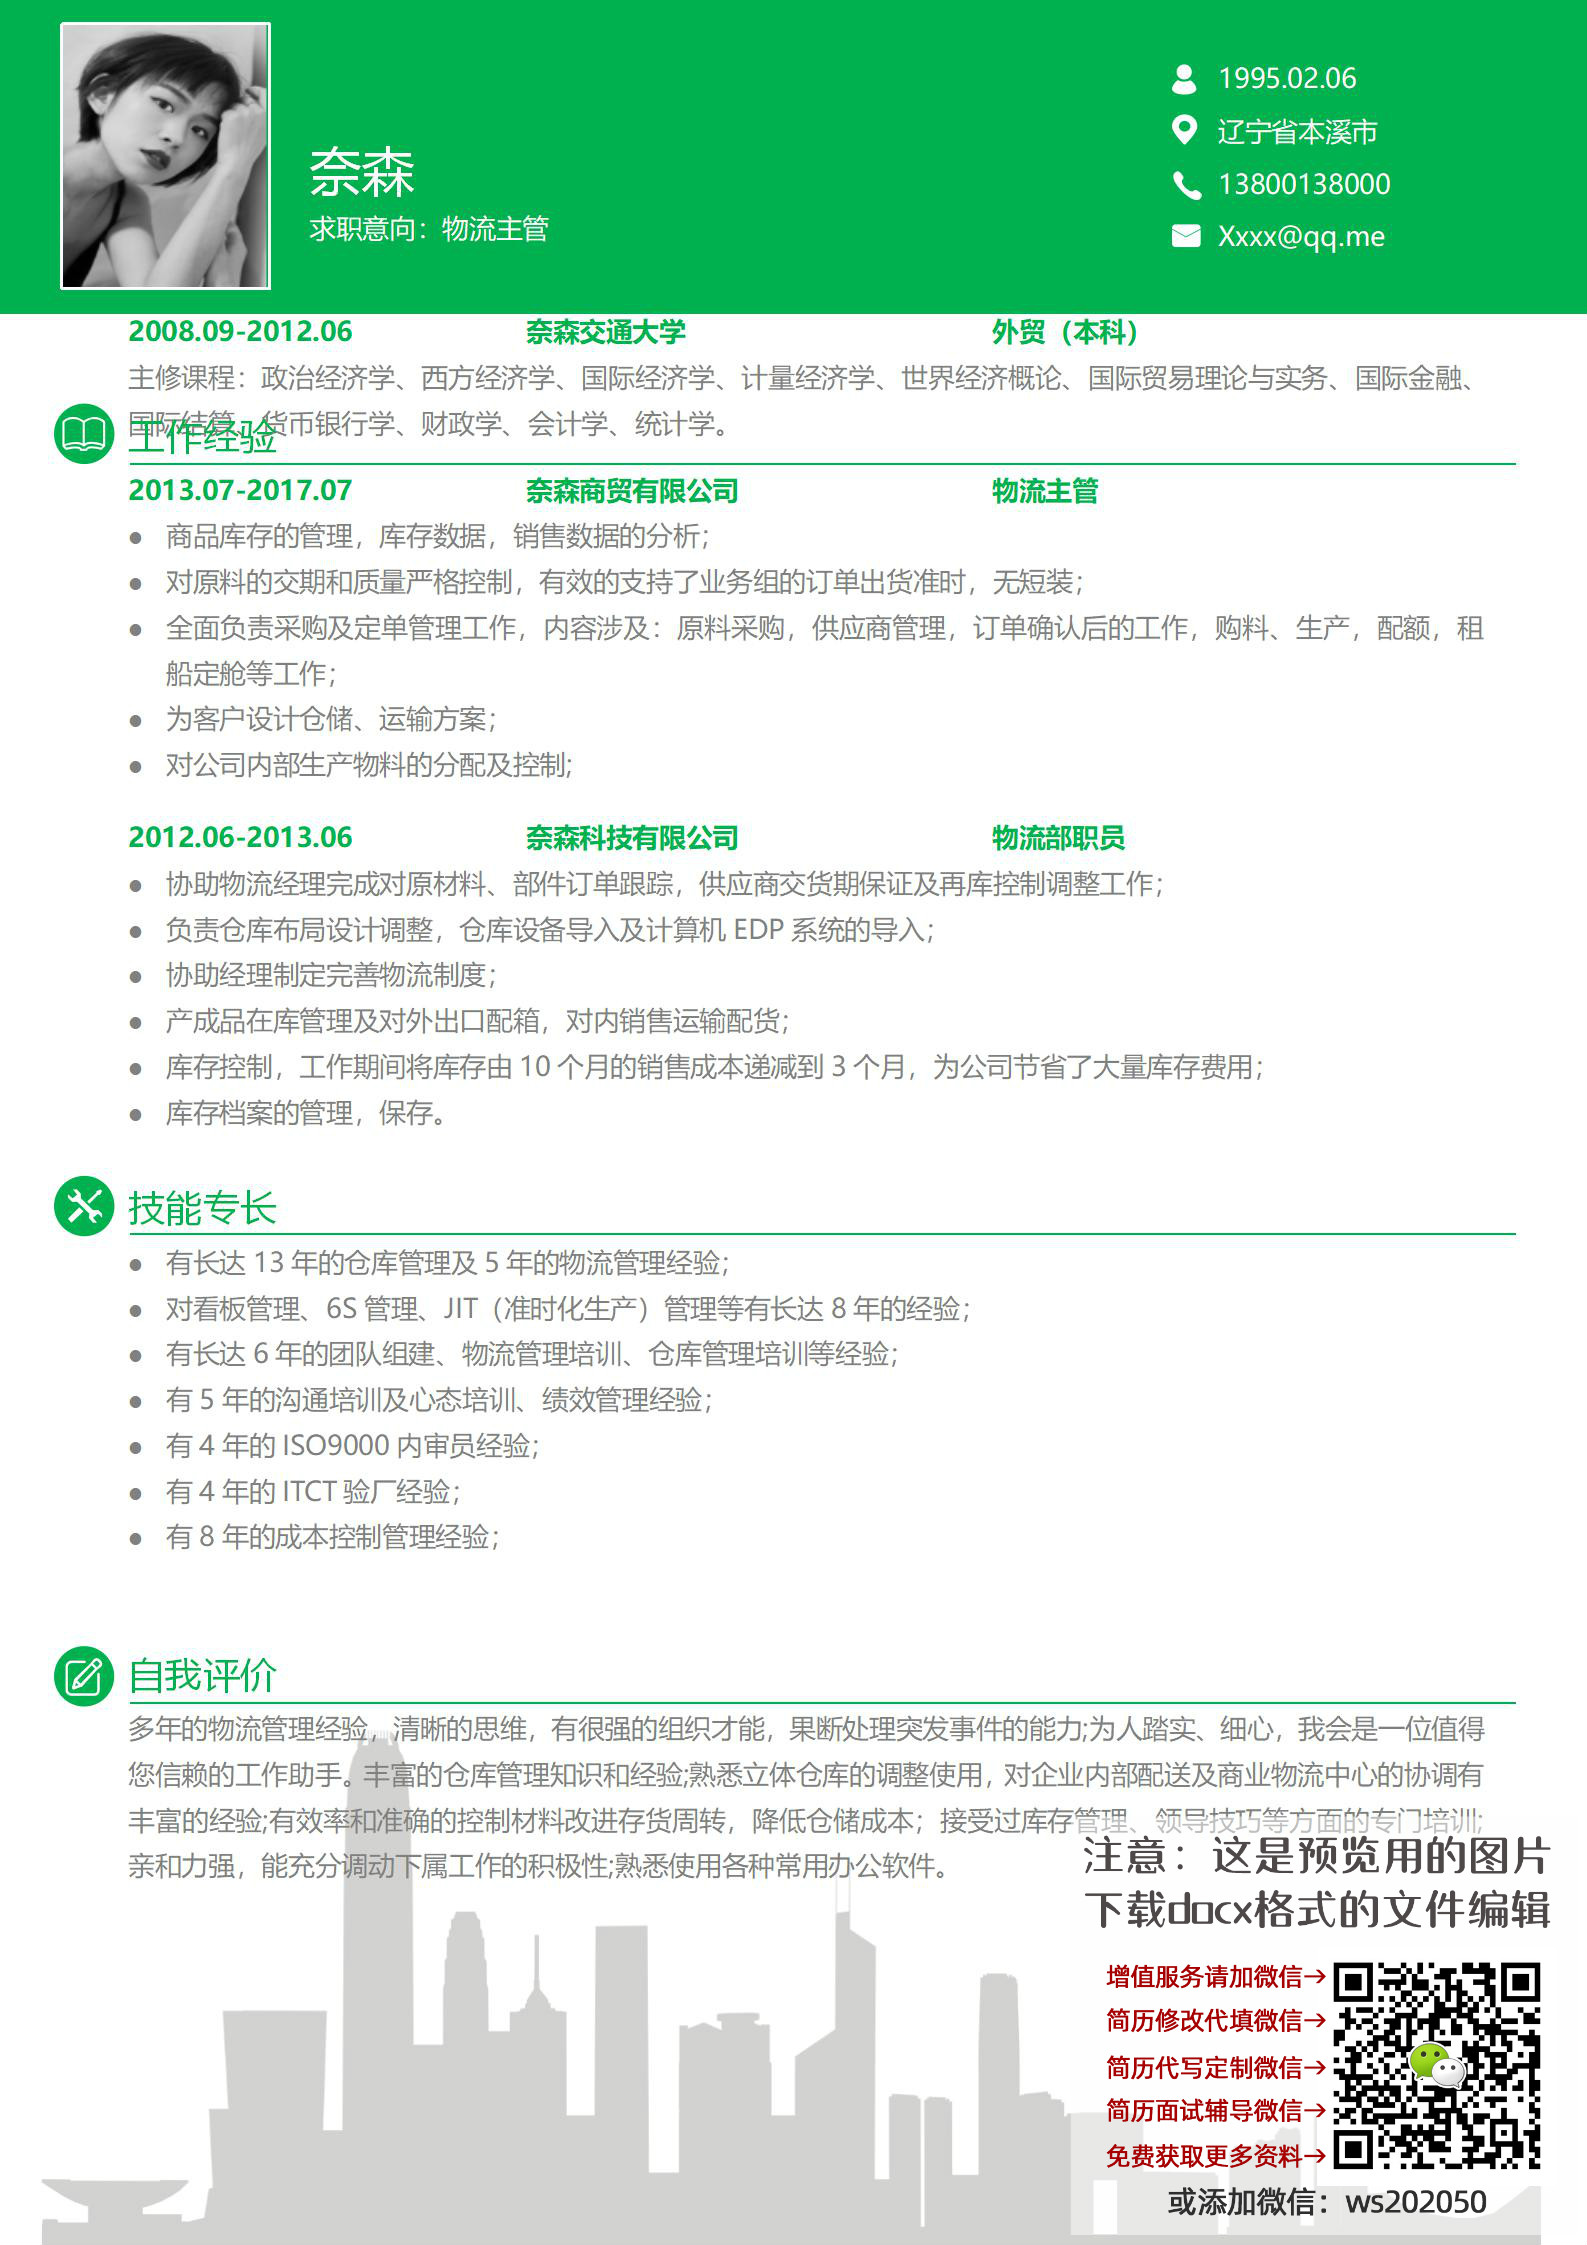 奈森
求职意向：物流主管
1995.02.06
辽宁省本溪市
13800138000
Xxxx@qq.me
2008.09-2012.06 奈森交通大学 外贸（本科）
主修课程：政治经济学、西方经济学、国际经济学、计量经济学、世界经济概论、国际贸易理论与实务、国际金融、
国际结算、货币银行学、财政学、会计学、统计学。
工作经验
2013.07-2017.07 奈森商贸有限公司 物流主管
● 商品库存的管理，库存数据，销售数据的分析；
● 对原料的交期和质量严格控制，有效的支持了业务组的订单出货准时，无短装；
● 全面负责采购及定单管理工作，内容涉及：原料采购，供应商管理，订单确认后的工作，购料、生产，配额，租
船定舱等工作；
● 为客户设计仓储、运输方案；
● 对公司内部生产物料的分配及控制;
2012.06-2013.06 奈森科技有限公司 物流部职员
● 协助物流经理完成对原材料、部件订单跟踪，供应商交货期保证及再库控制调整工作；
● 负责仓库布局设计调整，仓库设备导入及计算机 EDP 系统的导入；
● 协助经理制定完善物流制度；
● 产成品在库管理及对外出口配箱，对内销售运输配货；
● 库存控制，工作期间将库存由 10 个月的销售成本递减到 3 个月，为公司节省了大量库存费用；
● 库存档案的管理，保存。
技能专长
● 有长达 13 年的仓库管理及 5 年的物流管理经验；
● 对看板管理、6S 管理、JIT（准时化生产）管理等有长达 8 年的经验；
● 有长达 6 年的团队组建、物流管理培训、仓库管理培训等经验；
● 有 5 年的沟通培训及心态培训、绩效管理经验；
● 有 4 年的 ISO9000 内审员经验；
● 有 4 年的 ITCT 验厂经验；
● 有 8 年的成本控制管理经验；
自我评价
多年的物流管理经验，清晰的思维，有很强的组织才能，果断处理突发事件的能力;为人踏实、细心，我会是一位值得
您信赖的工作助手。丰富的仓库管理知识和经验;熟悉立体仓库的调整使用，对企业内部配送及商业物流中心的协调有
丰富的经验;有效率和准确的控制材料改进存货周转，降低仓储成本；接受过库存管理、领导技巧等方面的专门培训;
亲和力强，能充分调动下属工作的积极性;熟悉使用各种常用办公软件。
注意：这是预览用的图片
下载docx格式的文件编辑
增值服务请加微信→
简历修改代填微信→
简历代写定制微信→
简历面试辅导微信→
免费获取更多资料→
或添加微信：ws202050